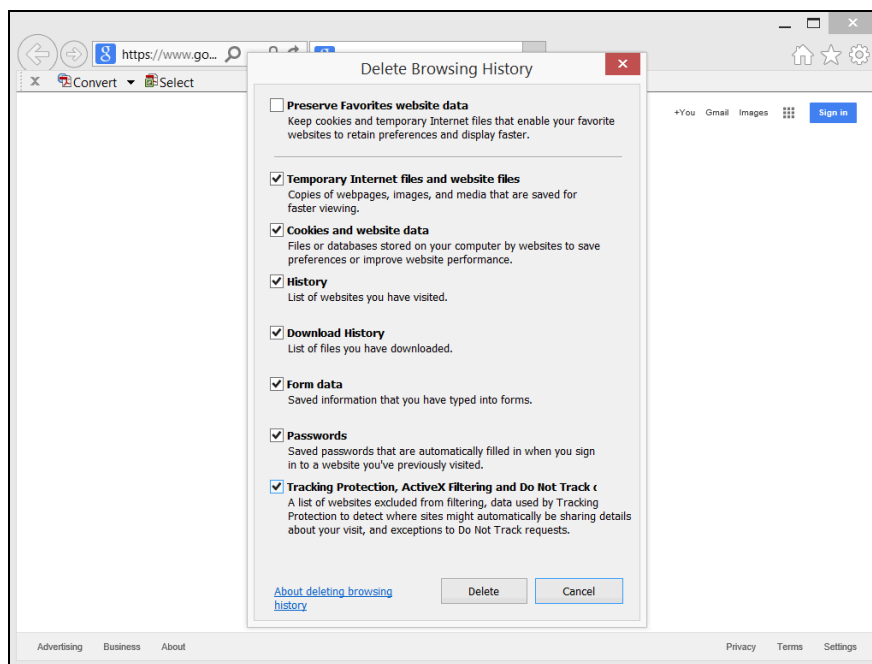 https://www.go...
Delete Browsing History
x Convert Select
Preserve Favorites website data
Keep cookies and temporary Internet files that enable your favorite
websites to retain preferences and display faster.
+You Gmail Images Sign in
Temporary Internet files and website files
Copies of webpages, images, and media that are saved for
faster viewing.
Cookies and website data
Files or databases stored on your computer by websites to save
preferences or improve website performance.
History
List of websites you have visited.
Download History
List of files you have downloaded.
Form data
Saved information that you have typed into forms.
Passwords
Saved passwords that are automatically filled in when you sign
in to a website you've previously visited.
Tracking Protection, ActiveX Filtering and Do Not Track
A list of websites excluded from filtering, data used by Tracking
Protection to detect where sites might automatically be sharing details
about your visit, and exceptions to Do Not Track requests.
About deleting browsing
history
Delete Cancel
Advertising Business About Privacy Terms Settings